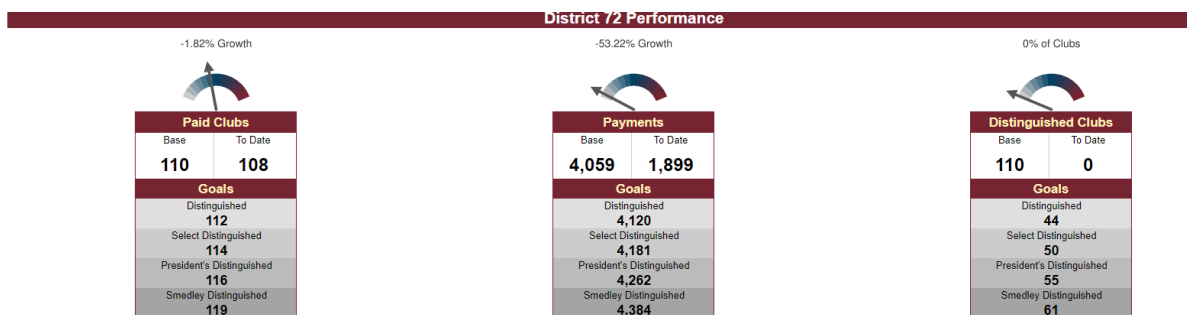 District 72 Performance
-1.82% Growth
-53.22% Growth
0% of Clubs
Paid Clubs
Base To Date
110 108
Goals
Distinguished
112
Select Distinguished
114
President's Distinguished
116
Smedley Distinguished
119
Payments
Base To Date
4,059 1,899
Goals
Distinguished
4,120
Select Distinguished
4,181
President's Distinguished
4,262
Smedley Distinguished
4,384
Distinguished Clubs
Base To Date
110 0
Goals
Distinguished
44
Select Distinguished
50
President's Distinguished
55
Smedley Distinguished
61